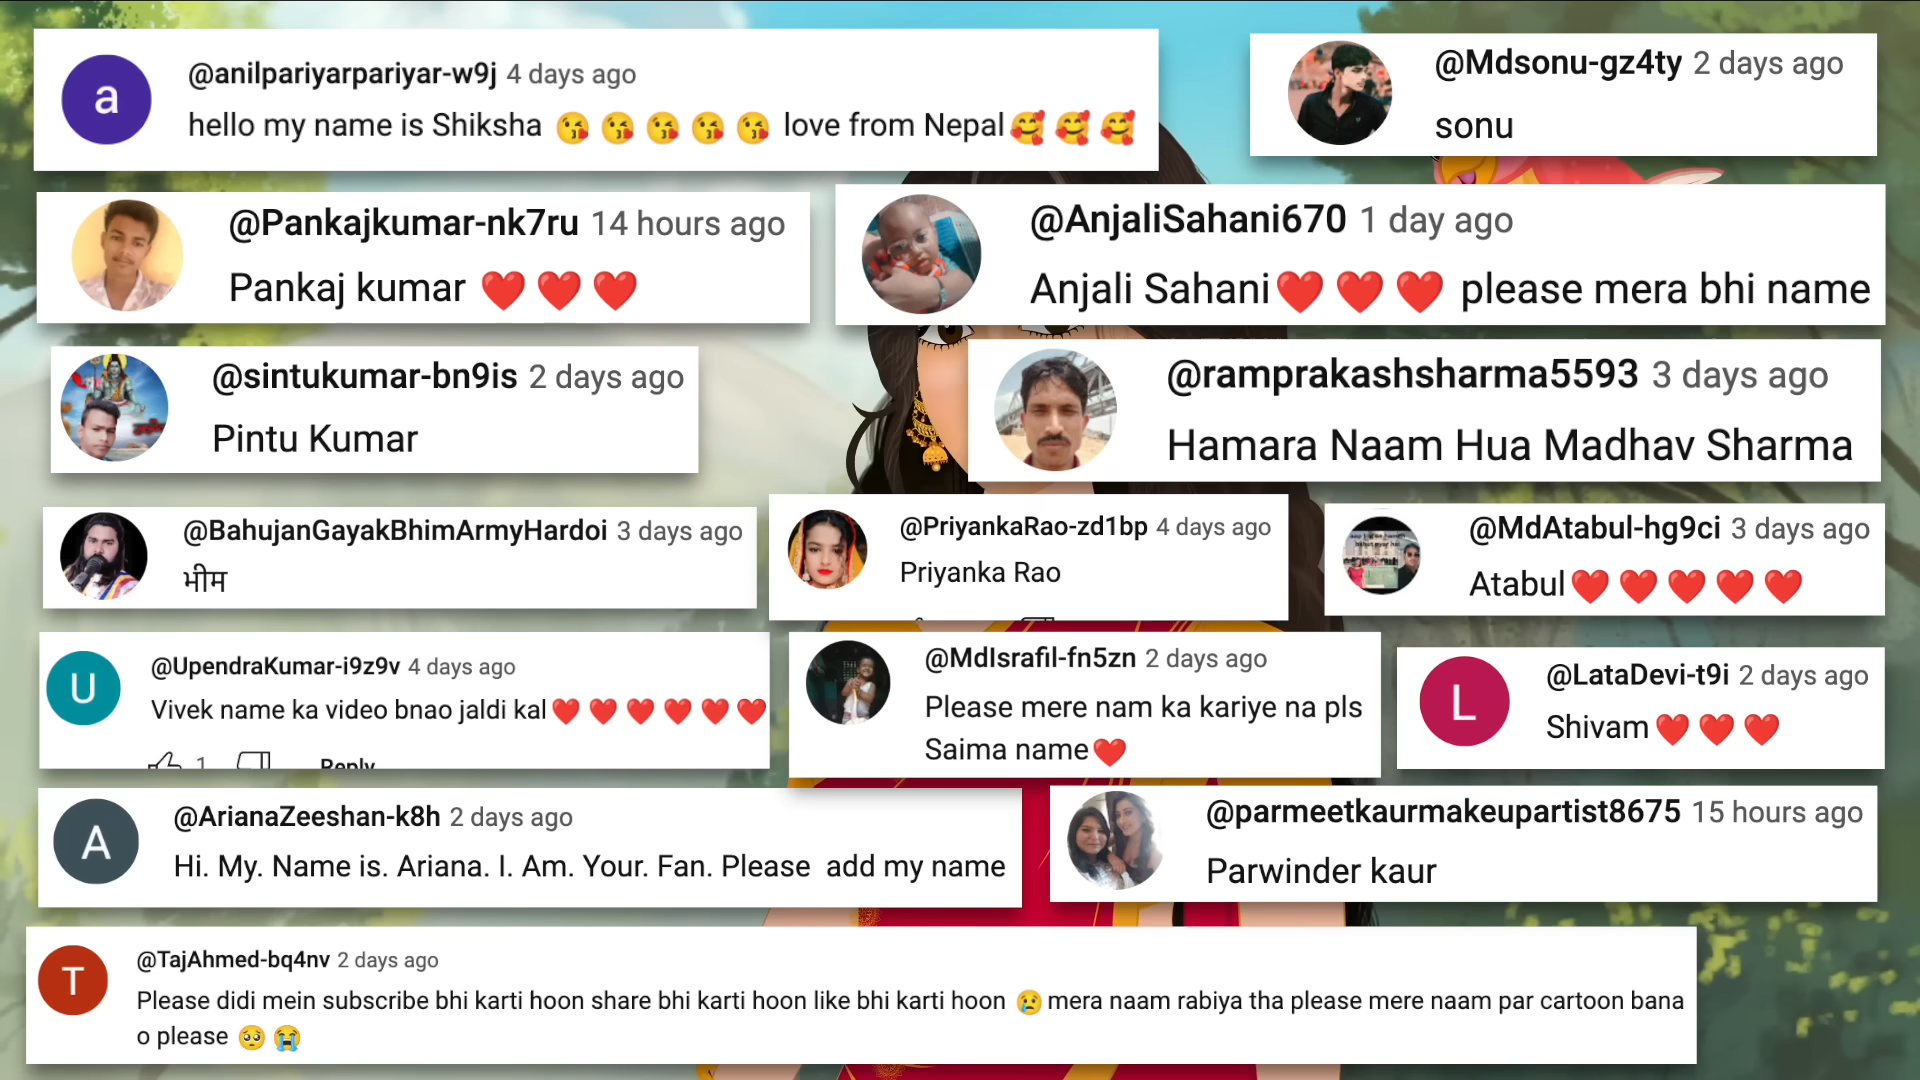 @anilpariyarpariyar-w9j 4 days ago
hello my name is Shiksha 😘😘😘😘😘 love from Nepal🥰🥰🥰
@Mdsonu-gz4ty 2 days ago
sonu
@Pankajkumar-nk7ru 14 hours ago
Pankaj kumar ❤️❤️❤️
@AnjaliSahani670 1 day ago
Anjali Sahani❤️❤️❤️ please mera bhi name
@sintukumar-bn9is 2 days ago
Pintu Kumar
@ramprakashsharma5593 3 days ago
Hamara Naam Hua Madhav Sharma
@BahujanGayakBhimArmyHardoi 3 days ago
भीम
@PriyankaRao-zd1bp 4 days ago
Priyanka Rao
@MdAtabul-hg9ci 3 days ago
Atabul❤️❤️❤️❤️❤️
U
@UpendraKumar-i9z9v 4 days ago
Vivek name ka video bnao jaldi kal❤️❤️❤️❤️❤️❤️
1 Reply
@MdIsrafil-fn5zn 2 days ago
Please mere nam ka kariye na pls
Saima name❤️
L
@LataDevi-t9i 2 days ago
Shivam❤️❤️❤️
A
@ArianaZeeshan-k8h 2 days ago
Hi. My. Name is. Ariana. I. Am. Your. Fan. Please  add my name
@parmeetkaurmakeupartist8675 15 hours ago
Parwinder kaur
T
@TajAhmed-bq4nv 2 days ago
Please didi mein subscribe bhi karti hoon share bhi karti hoon like bhi karti hoon 😢mera naam rabiya tha please mere naam par cartoon bana
o please 🥺😭
a